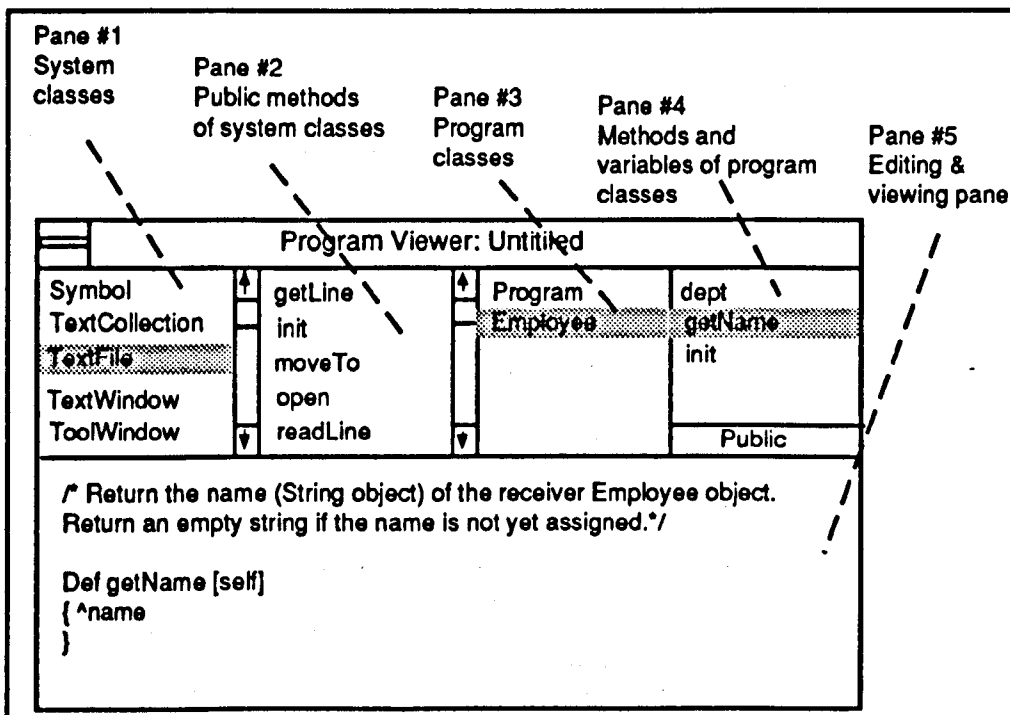 Pane #1
System
classes
Pane #2
Public methods
of system classes
Pane #3
Program
classes
Pane #4
Methods and
variables of program
classes
Pane #5
Editing &
viewing pane
Program Viewer: Untitiled
Symbol
TextCollection
TextFile
TextWindow
ToolWindow
getLine
init
moveTo
open
readLine
Program
Employee
dept
getName
init
Public
/* Return the name (String object) of the receiver Employee object.
Return an empty string if the name is not yet assigned.*/
Def getName [self]
{ ^name
}